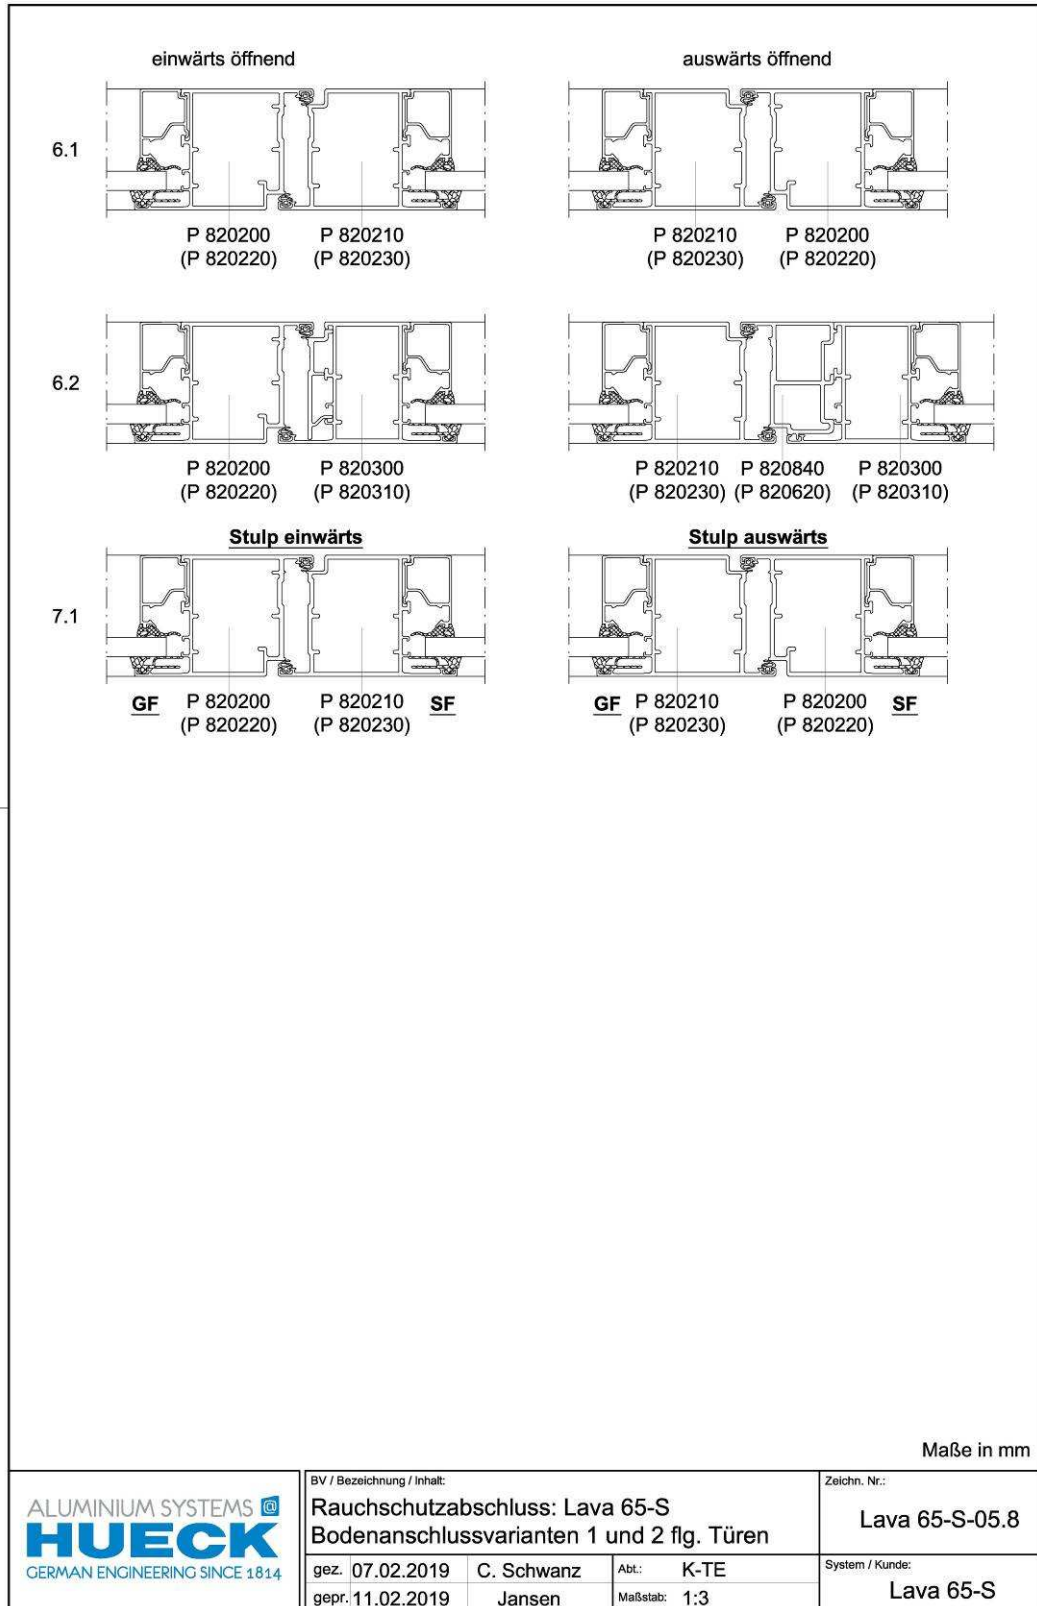 einwärts öffnend
auswärts öffnend
6.1
P 820200
(P 820220)
P 820210
(P 820230)
P 820210
(P 820230)
P 820200
(P 820220)
6.2
P 820200
(P 820220)
P 820300
(P 820310)
P 820210
(P 820230)
P 820840
(P 820620)
P 820300
(P 820310)
Stulp einwärts
Stulp auswärts
7.1
GF
P 820200
(P 820220)
P 820210
(P 820230)
SF
GF
P 820210
(P 820230)
P 820200
(P 820220)
SF
Maße in mm
ALUMINIUM SYSTEMS @
HUECK
GERMAN ENGINEERING SINCE 1814
BV / Bezeichnung / Inhalt:
Rauchschutzabschluss: Lava 65-S
Bodenanschlussvarianten 1 und 2 flg. Türen
Zeichn. Nr.:
Lava 65-S-05.8
gez. 07.02.2019 C. Schwanz Abt.: K-TE
gepr. 11.02.2019 Jansen Maßstab: 1:3
System / Kunde:
Lava 65-S